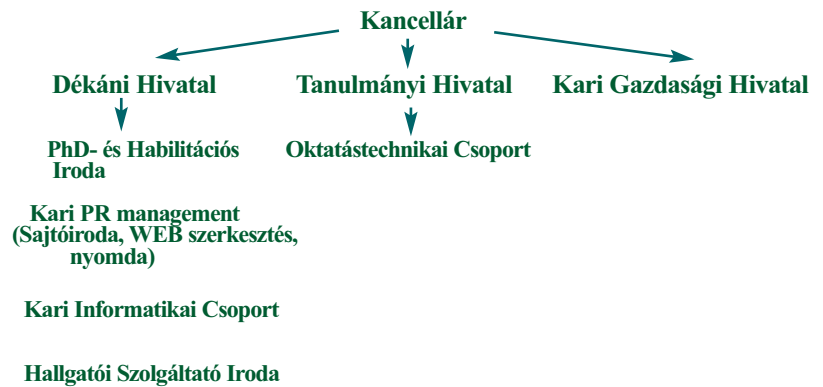 Kancellár
Dékáni Hivatal
Tanulmányi Hivatal
Kari Gazdasági Hivatal
PhD- és Habilitációs
Iroda
Oktatástechnikai Csoport
Kari PR management
(Sajtóiroda, WEB szerkesztés,
nyomda)
Kari Informatikai Csoport
Hallgatói Szolgáltató Iroda